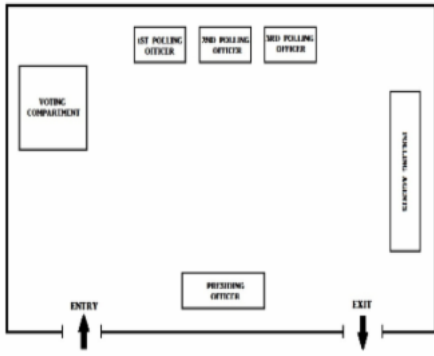 1ST POLLING
OFFICER
2ND POLLING
OFFICER
3RD POLLING
OFFICER
VOTING
COMPARTMENT
POLLING AGENTS
PRESIDING
OFFICER
ENTRY
EXIT